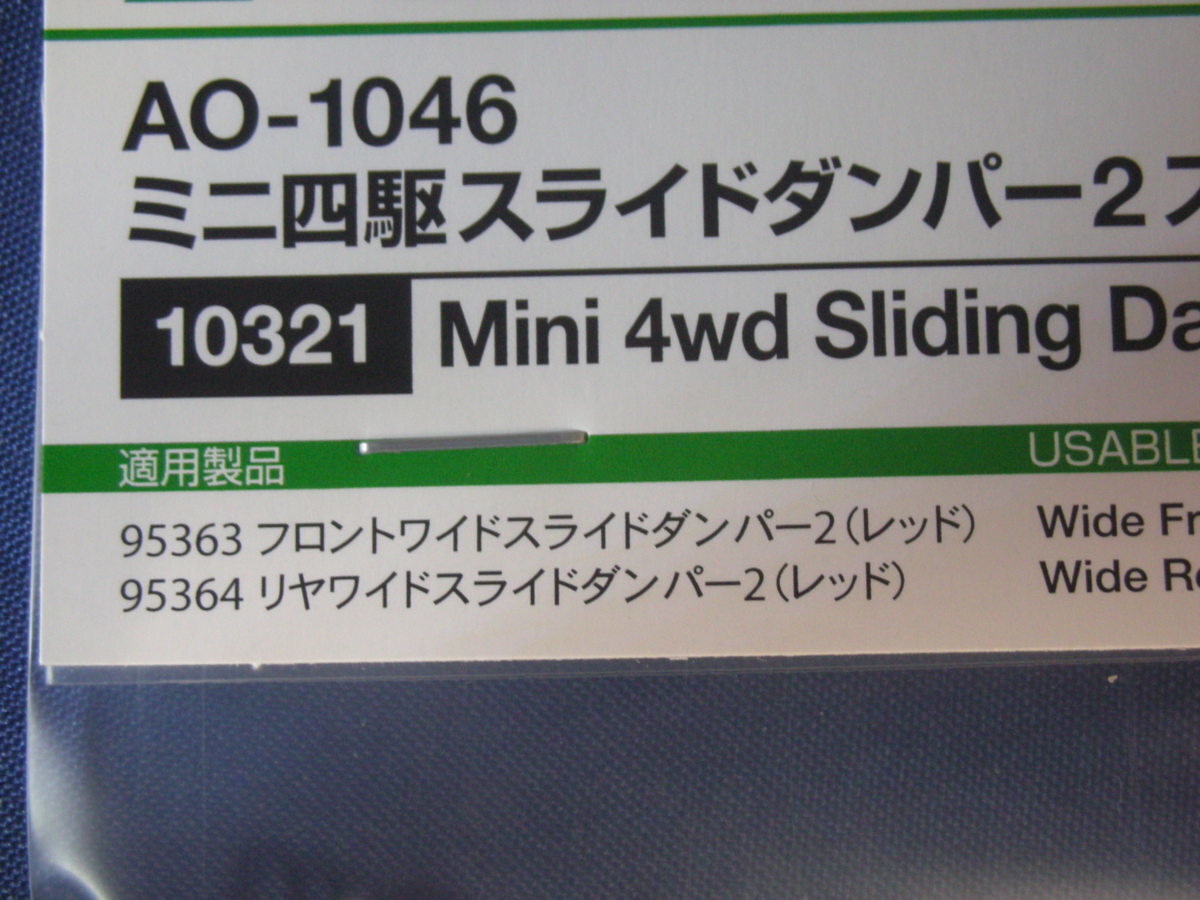 AO-1046
ミニ四駆スライドダンパー2
10321 Mini 4wd Sliding Da
適用製品 USABLE
95363 フロントワイドスライドダンパー2(レッド) Wide Fr
95364 リヤワイドスライドダンパー2(レッド) Wide Re